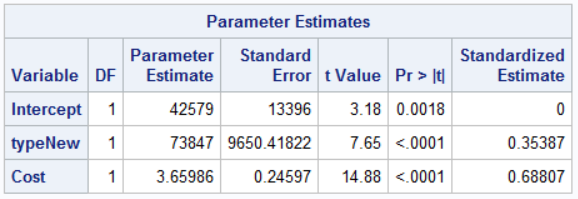 Parameter Estimates
Variable DF Parameter Estimate Standard Error t Value Pr > |t| Standardized Estimate
Intercept 1 42579 13396 3.18 0.0018 0
typeNew 1 73847 9650.41822 7.65 <.0001 0.35387
Cost 1 3.65986 0.24597 14.88 <.0001 0.68807